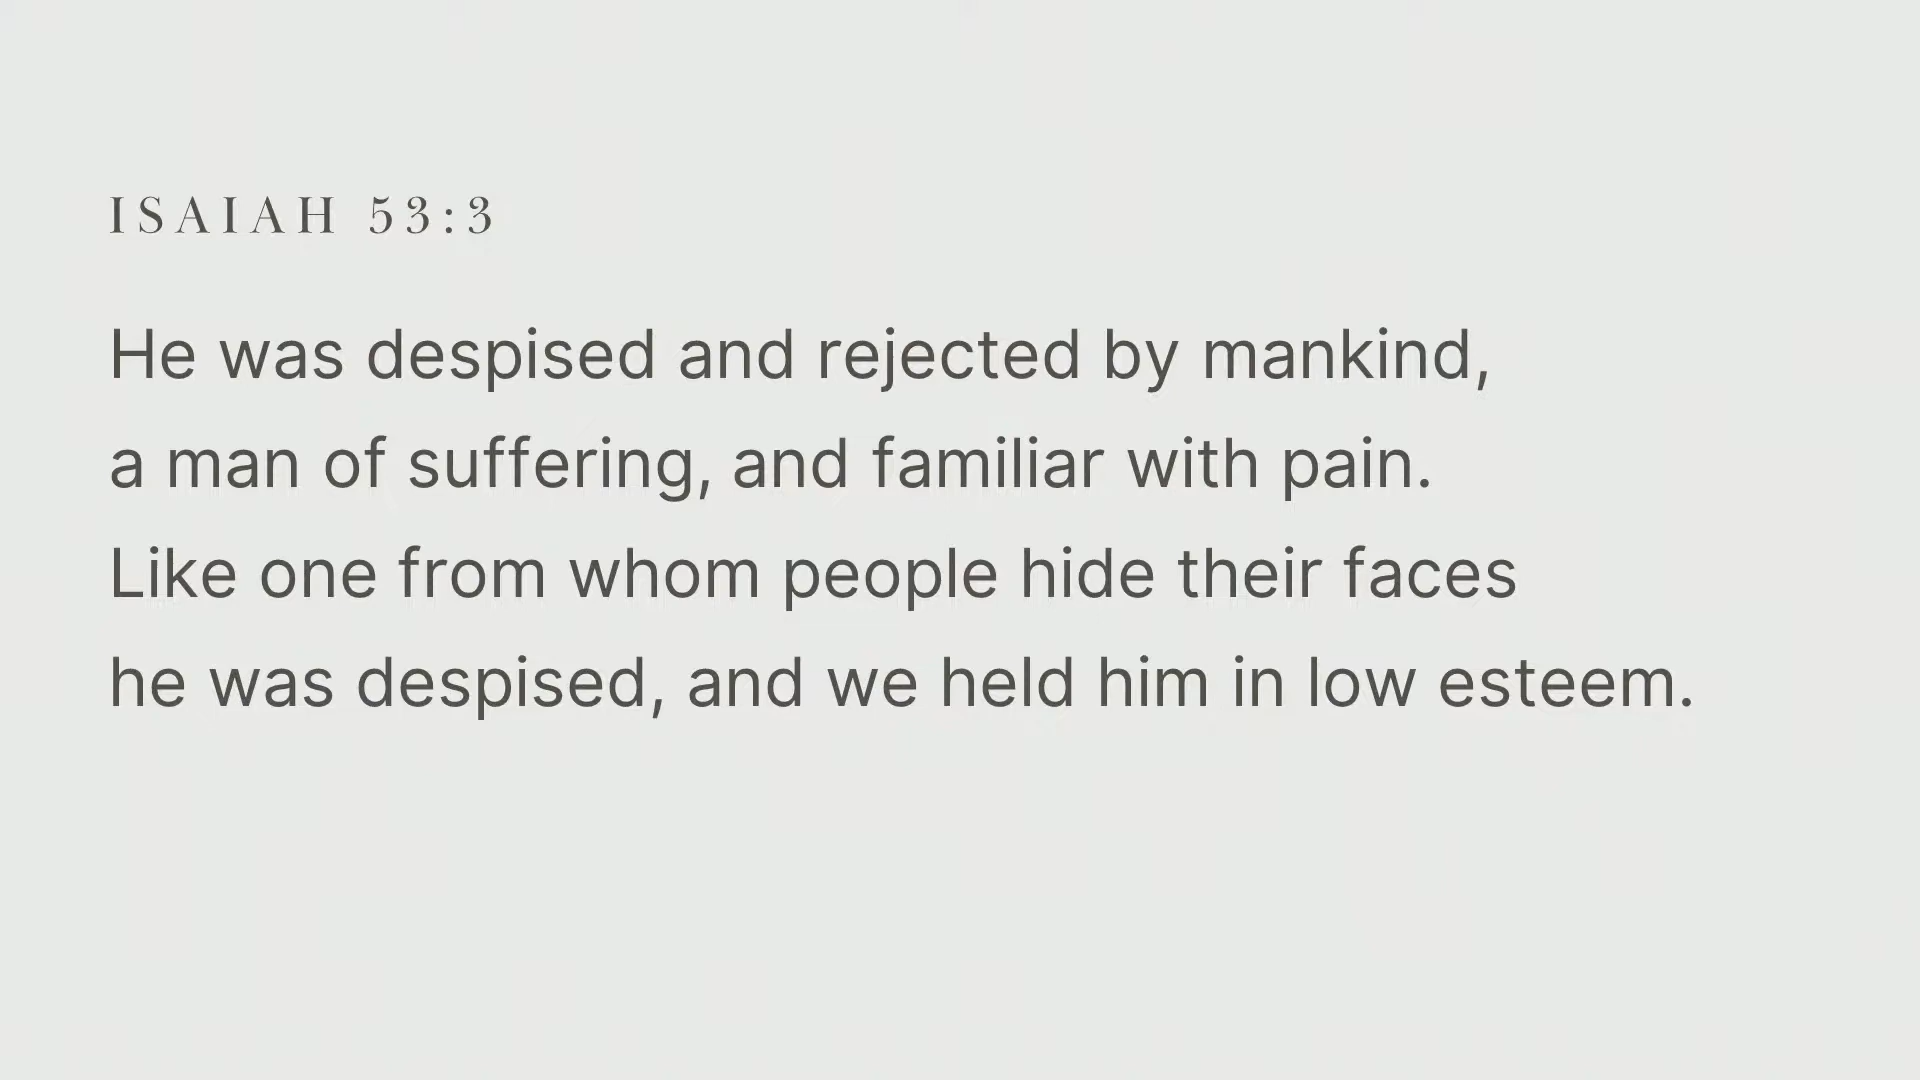 ISAIAH 53:3
He was despised and rejected by mankind,
a man of suffering, and familiar with pain.
Like one from whom people hide their faces
he was despised, and we held him in low esteem.